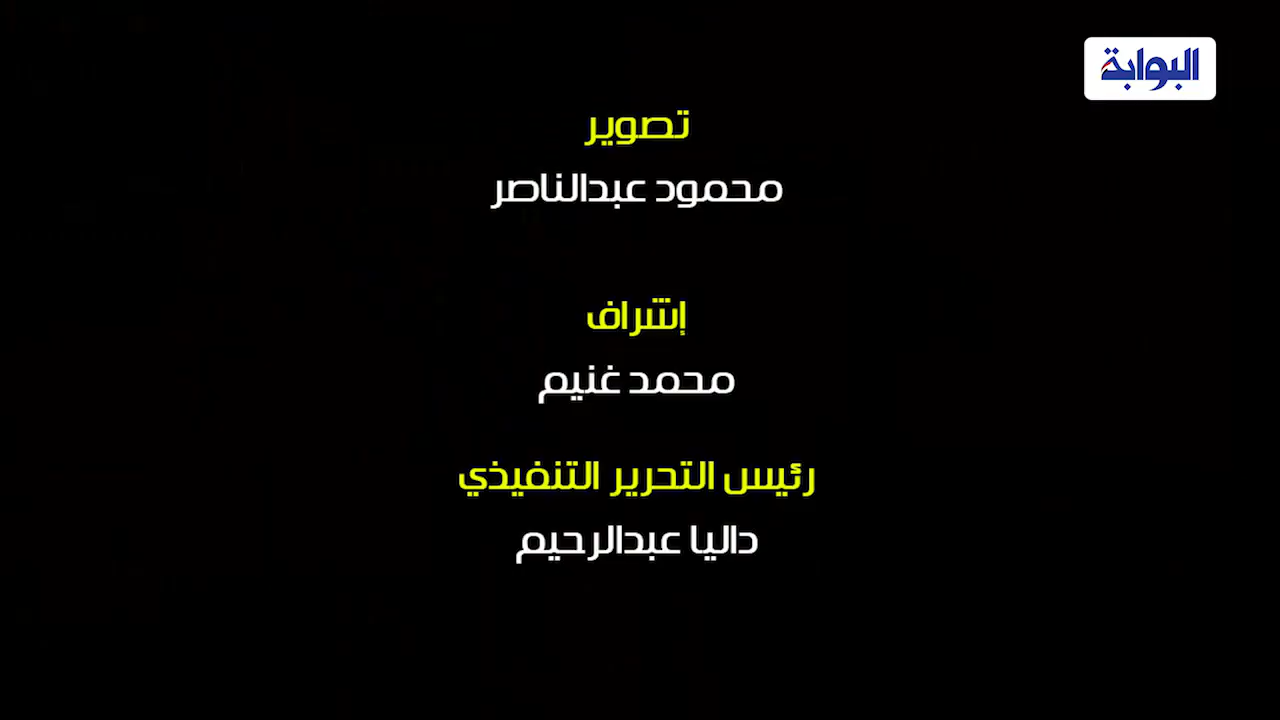 البوابة
تصوير
محمود عبدالناصر
إشراف
محمد غنيم
رئيس التحرير التنفيذي
داليا عبدالرحيم